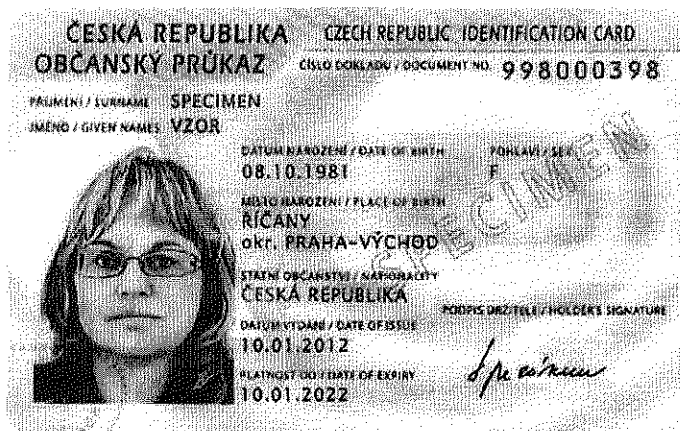 ČESKÁ REPUBLIKA CZECH REPUBLIC IDENTIFICATION CARD
OBČANSKÝ PRŮKAZ ČÍSLO DOKLADU / DOCUMENT NO. 998000398
PŘÍJMENÍ / SURNAME SPECIMEN
JMÉNO / GIVEN NAMES VZOR
DATUM NAROZENÍ / DATE OF BIRTH POHLAVÍ / SEX
08.10.1981 F
MÍSTO NAROZENÍ / PLACE OF BIRTH
ŘÍČANY
okr. PRAHA-VÝCHOD
SPECIMEN
STÁTNÍ OBČANSTVÍ / NATIONALITY
ČESKÁ REPUBLIKA
PODPIS DRŽITELE / HOLDER'S SIGNATURE
DATUM VYDÁNÍ / DATE OF ISSUE
10.01.2012
Specimen
PLATNOST DO / DATE OF EXPIRY
10.01.2022